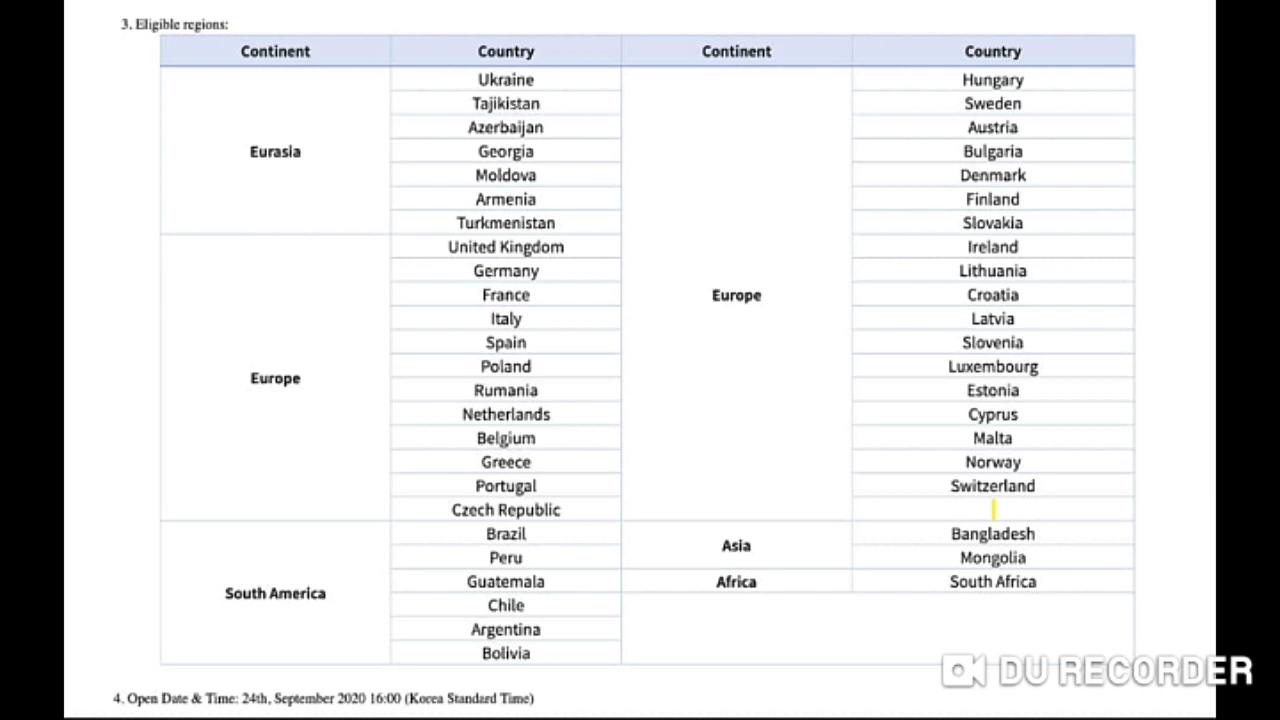 3. Eligible regions:
Continent Country Continent Country
Eurasia
Ukraine
Tajikistan
Azerbaijan
Georgia
Moldova
Armenia
Turkmenistan
Europe
United Kingdom
Germany
France
Italy
Spain
Poland
Rumania
Netherlands
Belgium
Greece
Portugal
Czech Republic
South America
Brazil
Peru
Guatemala
Chile
Argentina
Bolivia
Europe
Hungary
Sweden
Austria
Bulgaria
Denmark
Finland
Slovakia
Ireland
Lithuania
Croatia
Latvia
Slovenia
Luxembourg
Estonia
Cyprus
Malta
Norway
Switzerland
Asia
Bangladesh
Mongolia
Africa
South Africa
4. Open Date & Time: 24th, September 2020 16:00 (Korea Standard Time)
DU RECORDER